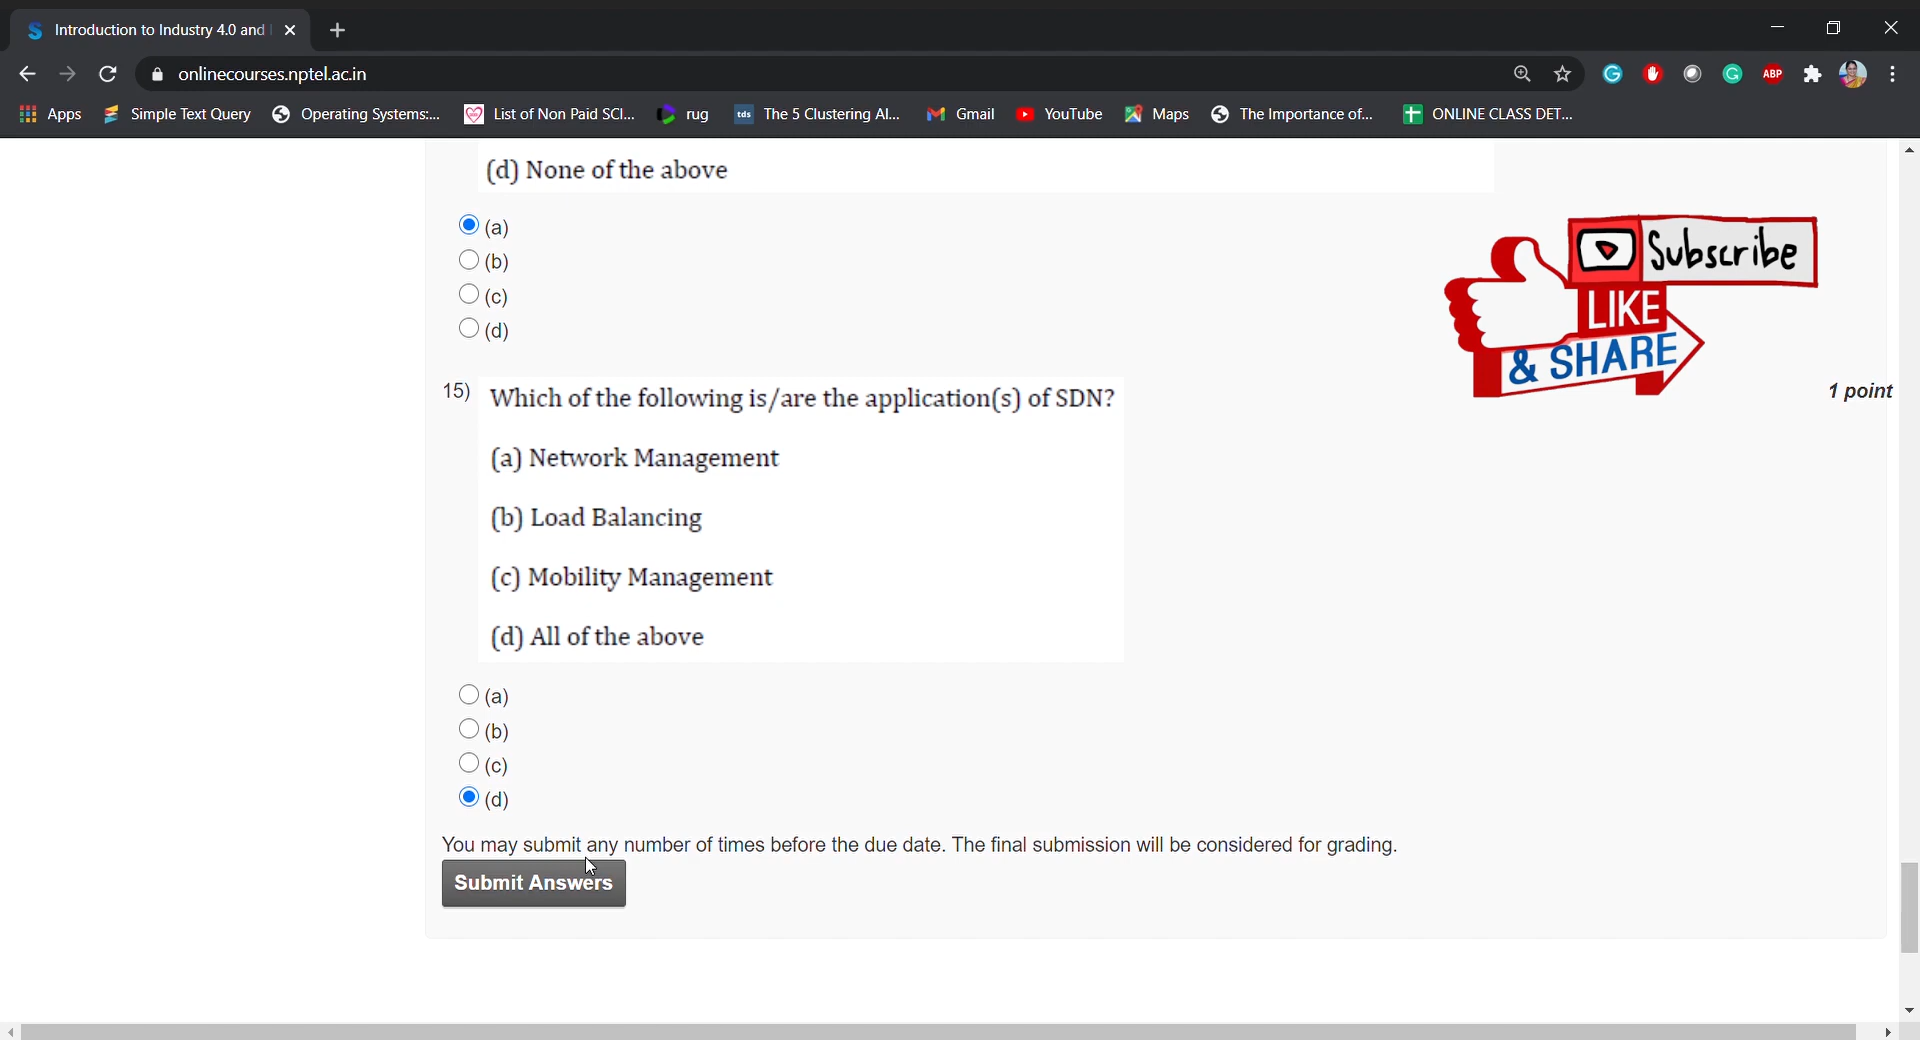 Introduction to Industry 4.0 and
onlinecourses.nptel.ac.in
ABP
Apps
Simple Text Query
Operating Systems:...
List of Non Paid SCI...
rug
tds
The 5 Clustering Al...
Gmail
YouTube
Maps
The Importance of...
ONLINE CLASS DET...
(d) None of the above
(a)
(b)
(c)
(d)
Subscribe
LIKE
& SHARE
15)
Which of the following is/are the application(s) of SDN?
1 point
(a) Network Management
(b) Load Balancing
(c) Mobility Management
(d) All of the above
(a)
(b)
(c)
(d)
You may submit any number of times before the due date. The final submission will be considered for grading.
Submit Answers